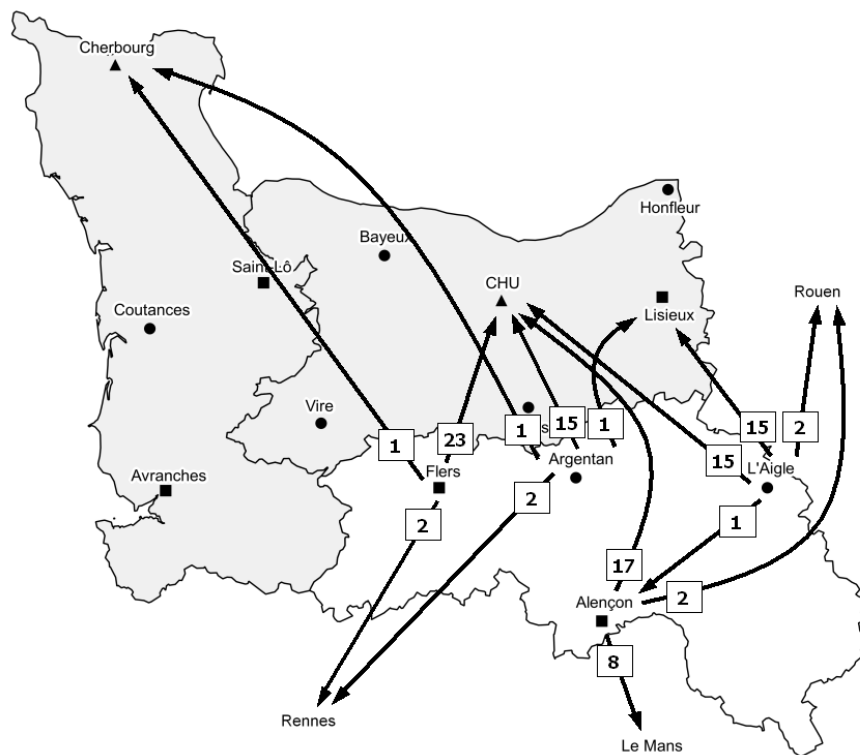 Cherbourg
Honfleur
Bayeux
Saint-Lô
CHU
Rouen
Coutances
Lisieux
Vire
1
23
1
15
1
15
2
Avranches
Flers
Argentan
15
L'Aigle
2
2
1
17
Alençon
2
8
Rennes
Le Mans